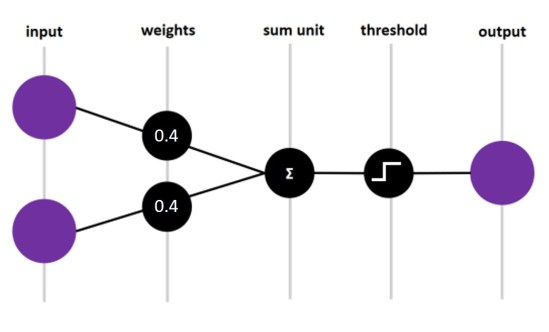 input weights sum unit threshold output
0.4
0.4
Σ